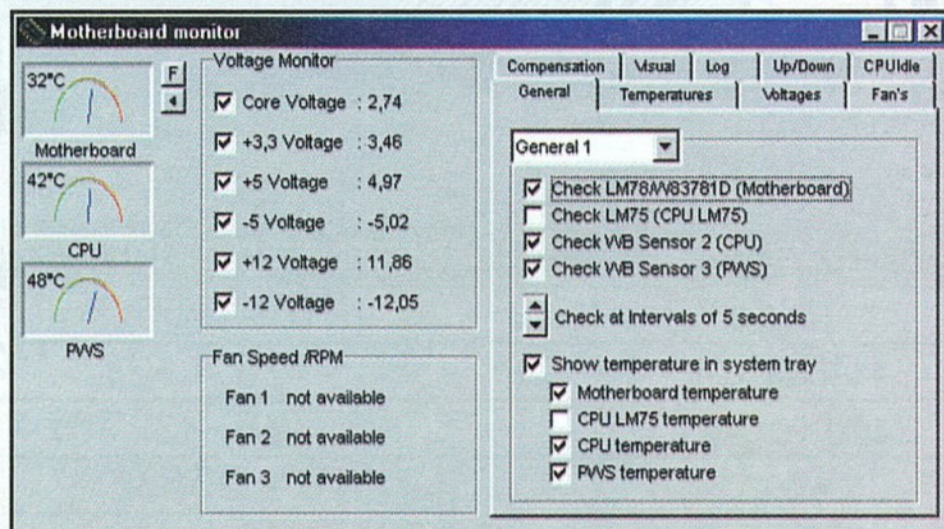 Motherboard monitor
32°C
F
Motherboard
42°C
CPU
48°C
PWS
Voltage Monitor
Core Voltage : 2,74
+3,3 Voltage : 3,46
+5 Voltage : 4,97
-5 Voltage : -5,02
+12 Voltage : 11,86
-12 Voltage : -12,05
Fan Speed /RPM
Fan 1 not available
Fan 2 not available
Fan 3 not available
Compensation Visual Log Up/Down CPUIdle
General Temperatures Voltages Fan's
General 1
Check LM78/W83781D (Motherboard)
Check LM75 (CPU LM75)
Check WB Sensor 2 (CPU)
Check WB Sensor 3 (PWS)
Check at Intervals of 5 seconds
Show temperature in system tray
Motherboard temperature
CPU LM75 temperature
CPU temperature
PWS temperature